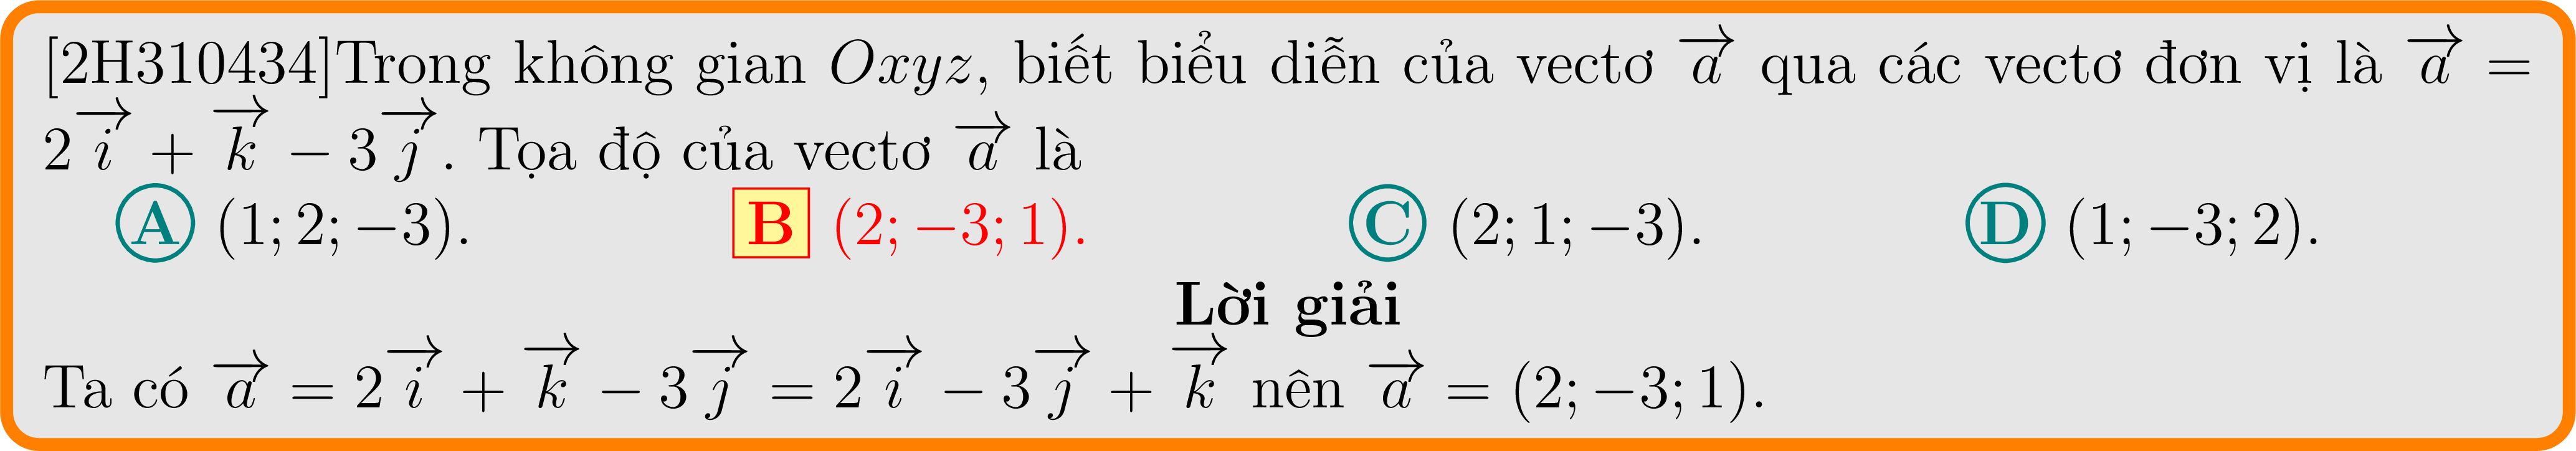 [2H310434]Trong không gian Oxyz, biết biểu diễn của vectơ $\overrightarrow{a}$ qua các vectơ đơn vị là $\overrightarrow{a}$ =
$2\overrightarrow{i} + \overrightarrow{k} - 3\overrightarrow{j}$. Tọa độ của vectơ $\overrightarrow{a}$ là
A (1; 2; −3). B (2; −3; 1). C (2; 1; −3). D (1; −3; 2).
Lời giải
Ta có $\overrightarrow{a} = 2\overrightarrow{i} + \overrightarrow{k} - 3\overrightarrow{j} = 2\overrightarrow{i} - 3\overrightarrow{j} + \overrightarrow{k}$ nên $\overrightarrow{a}$ = (2; −3; 1).